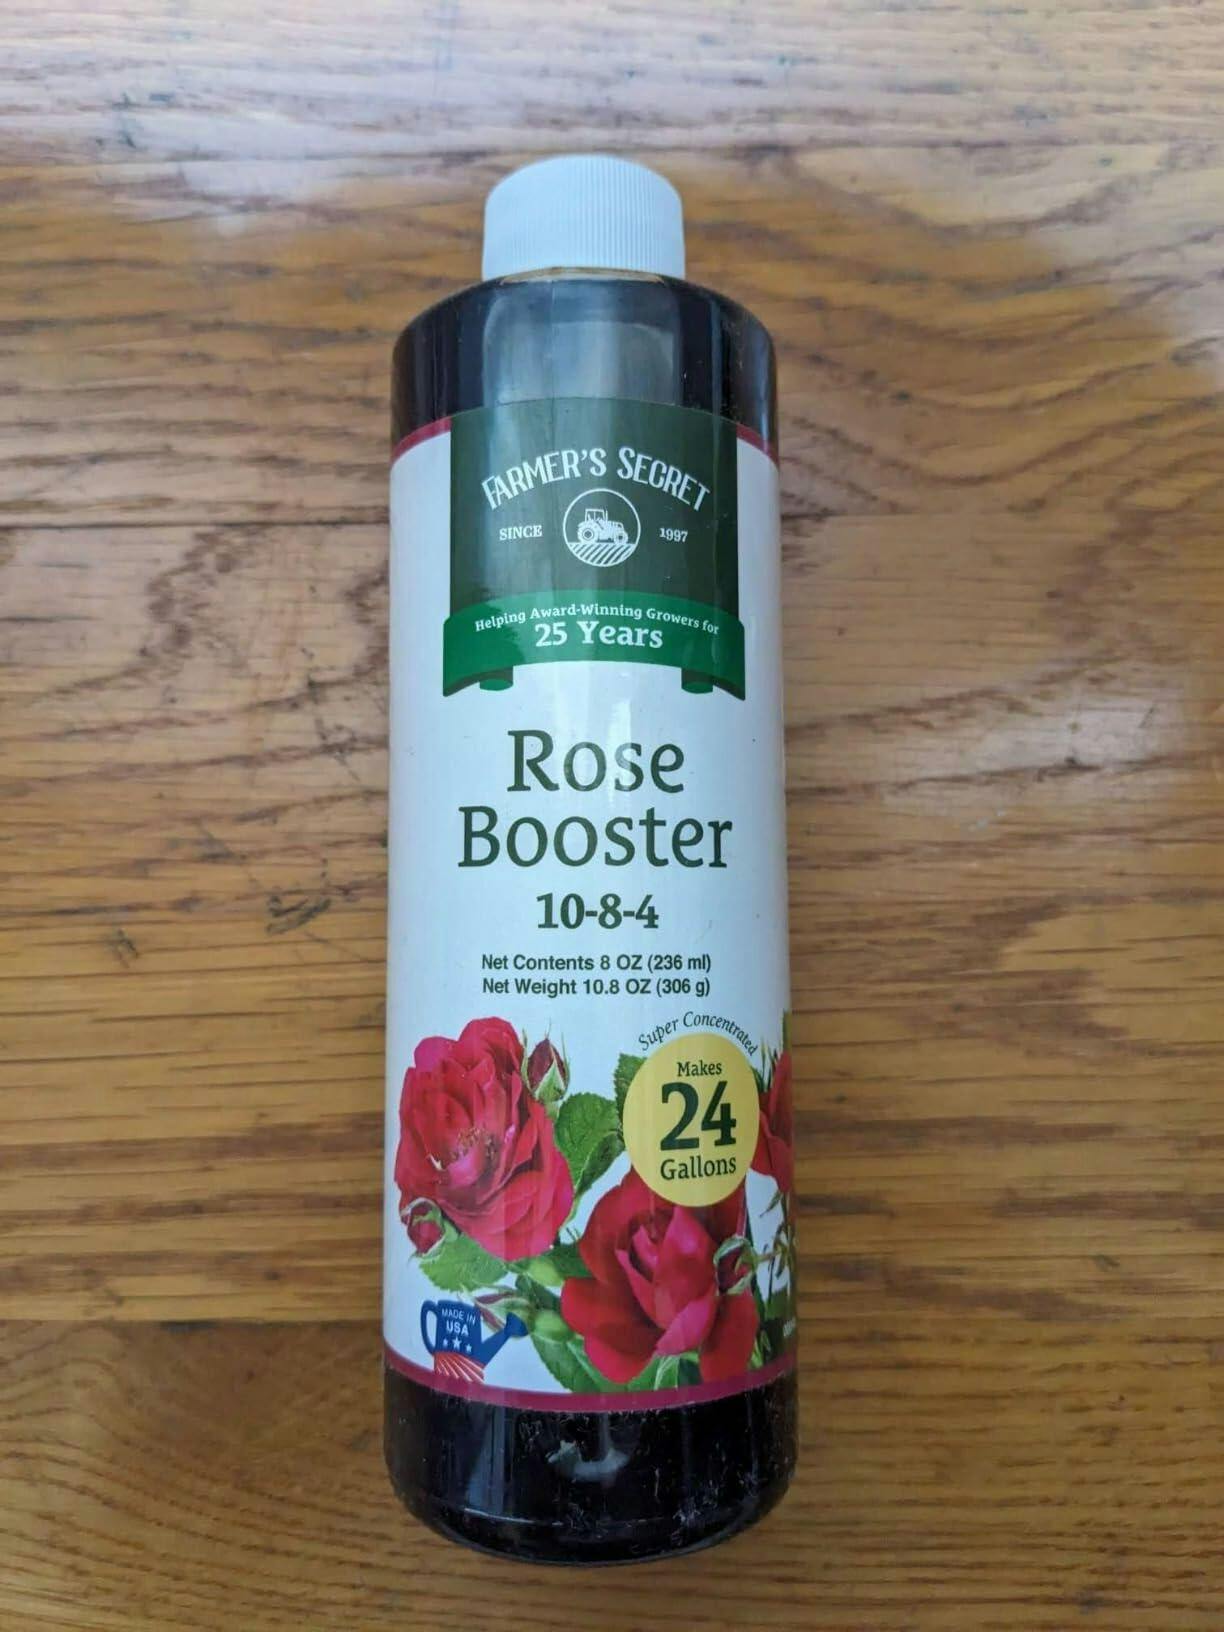 FARMER'S SECRET
SINCE 1997
Helping Award-Winning Growers for
25 Years
Rose
Booster
10-8-4
Net Contents 8 OZ (236 ml)
Net Weight 10.8 OZ (306 g)
Super Concentrated
Makes
24
Gallons
MADE IN
USA